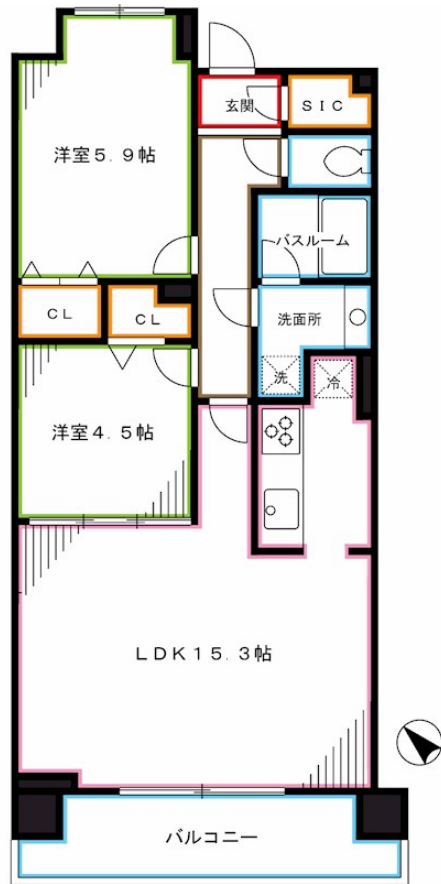 玄関
SIC
洋室5.9帖
バスルーム
CL
CL
洗面所
洗
冷
洋室4.5帖
LDK15.3帖
バルコニー